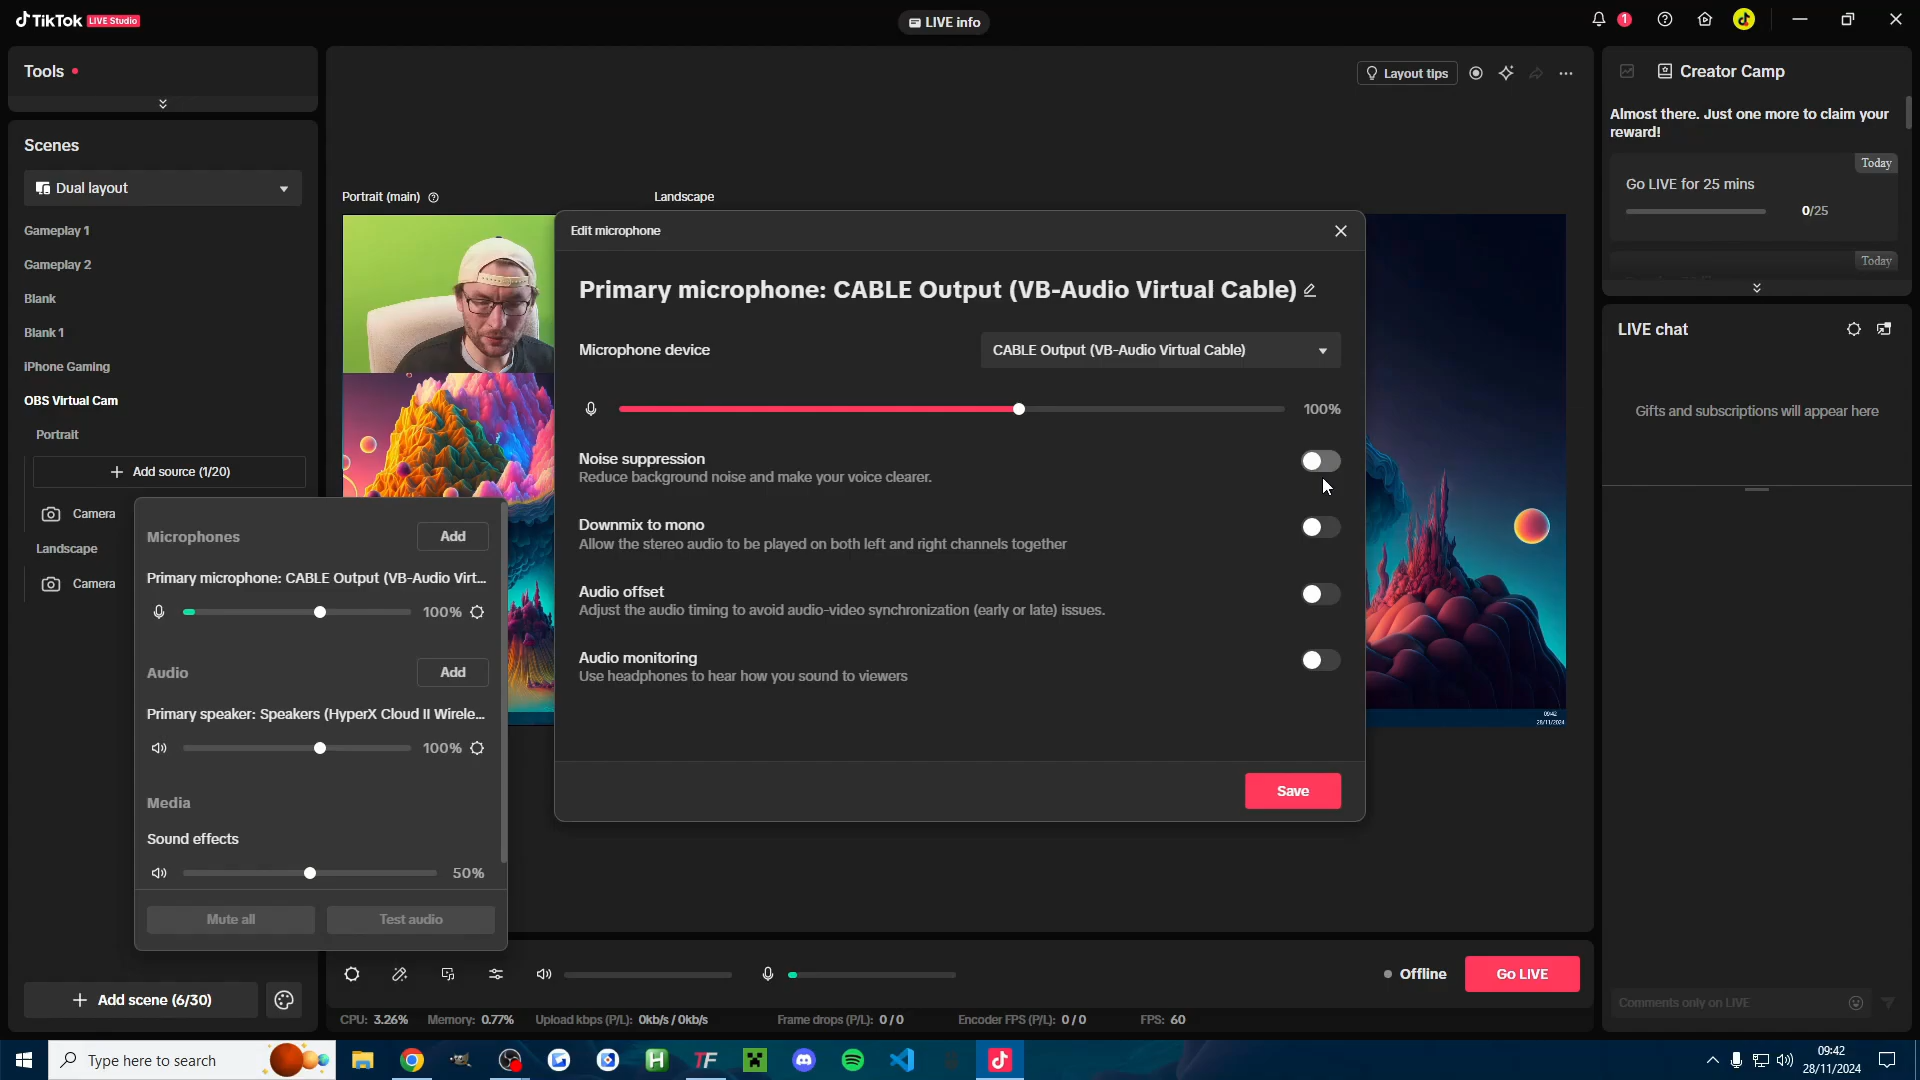 TikTok LIVE Studio
LIVE info
1
Tools
Scenes
Dual layout
Gameplay 1
Gameplay 2
Blank
Blank 1
IPhone Gaming
OBS Virtual Cam
Portrait
Add source (1/20)
Camera
Landscape
Camera
Add scene (6/30)
Layout tips
Portrait (main)
Landscape
Microphones
Add
Primary microphone: CABLE Output (VB-Audio Virt...
100%
Audio
Add
Primary speaker: Speakers (HyperX Cloud II Wirele...
100%
Media
Sound effects
50%
Mute all
Test audio
Edit microphone
Primary microphone: CABLE Output (VB-Audio Virtual Cable)
Microphone device
CABLE Output (VB-Audio Virtual Cable)
100%
Noise suppression
Reduce background noise and make your voice clearer.
Downmix to mono
Allow the stereo audio to be played on both left and right channels together
Audio offset
Adjust the audio timing to avoid audio-video synchronization (early or late) issues.
Audio monitoring
Use headphones to hear how you sound to viewers
Save
09:42
28/11/2024
Offline
Go LIVE
CPU: 3.26%
Memory: 0.77%
Upload kbps (P/L): 0kb/s / 0kb/s
Frame drops (P/L): 0 / 0
Encoder FPS (P/L): 0 / 0
FPS: 60
Creator Camp
Almost there. Just one more to claim your
reward!
Today
Go LIVE for 25 mins
0/25
Today
LIVE chat
Gifts and subscriptions will appear here
Comments only on LIVE
Type here to search
H
TF
09:42
28/11/2024